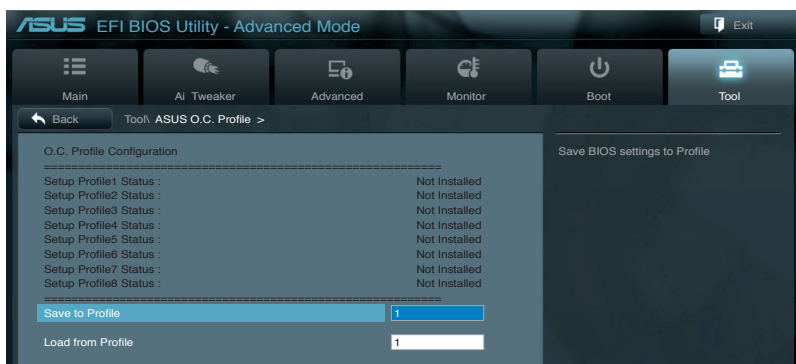 ASUS EFI BIOS Utility - Advanced Mode
Exit
Main Ai Tweaker Advanced Monitor Boot Tool
Back Tool\ ASUS O.C. Profile >
O.C. Profile Configuration
Save BIOS settings to Profile
============================================================
Setup Profile1 Status : Not Installed
Setup Profile2 Status : Not Installed
Setup Profile3 Status : Not Installed
Setup Profile4 Status : Not Installed
Setup Profile5 Status : Not Installed
Setup Profile6 Status : Not Installed
Setup Profile7 Status : Not Installed
Setup Profile8 Status : Not Installed
============================================================
Save to Profile 1
Load from Profile 1